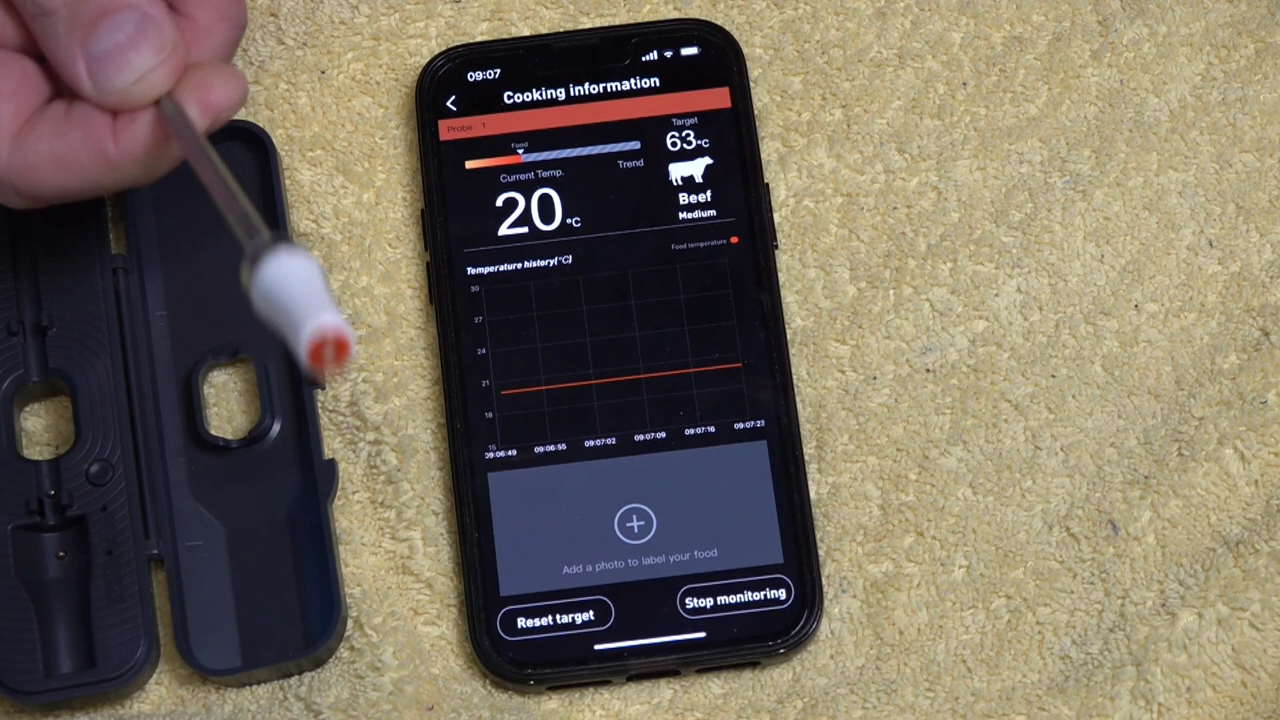 09:07
Cooking information
Probe: 1
Food
Trend
Current Temp.
20°C
Target
63°C
Beef
Medium
Food temperature
Temperature history(°C)
30
27
24
21
18
15
09:06:49 09:06:55 09:07:02 09:07:09 09:07:16 09:07:23
Add a photo to label your food
Reset target
Stop monitoring